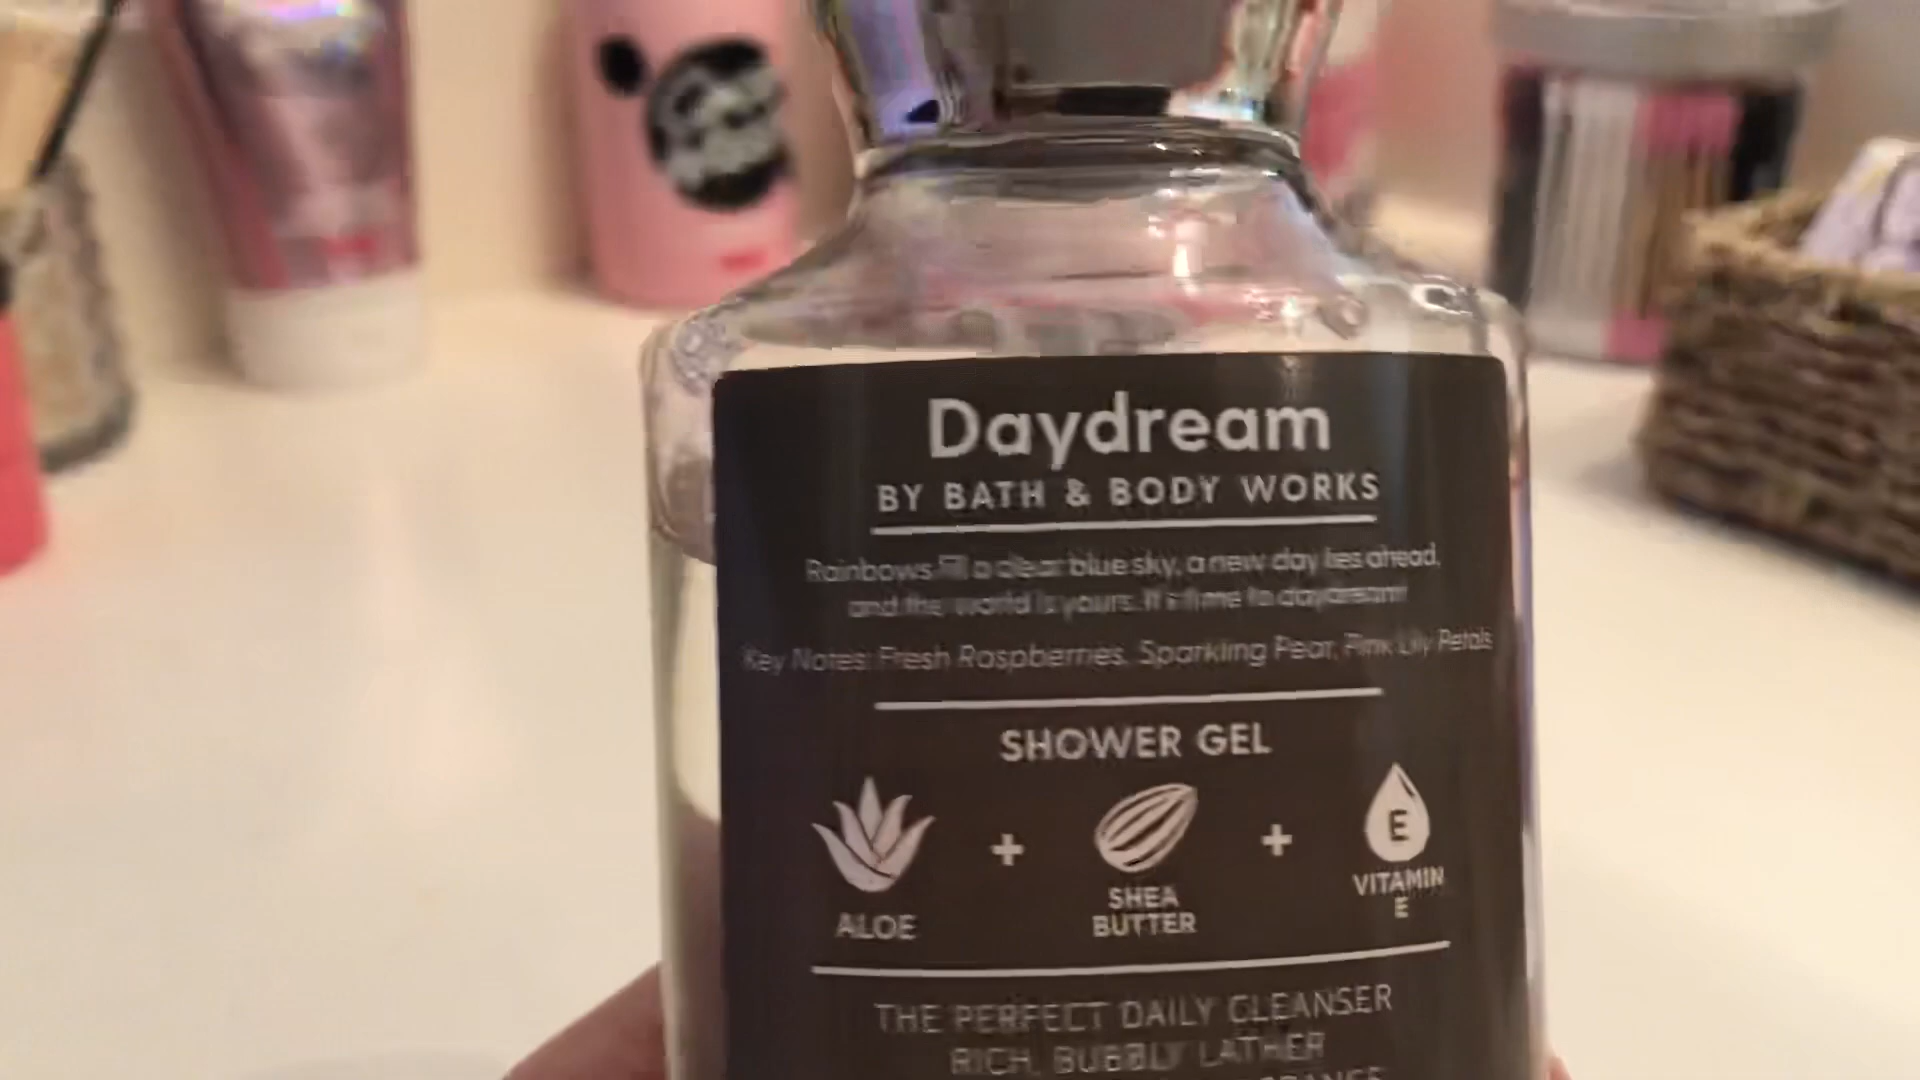 Daydream
BY BATH & BODY WORKS
Rainbows fill a clear blue sky, a new day lies ahead,
and the world is yours. It's time to daydream
Key Notes: Fresh Raspberries, Sparkling Pear, Pink Lily Petals
SHOWER GEL
E
ALOE
+
SHEA
BUTTER
+
VITAMIN
E
THE PERFECT DAILY CLEANSER
RICH, BUBBLY LATHER